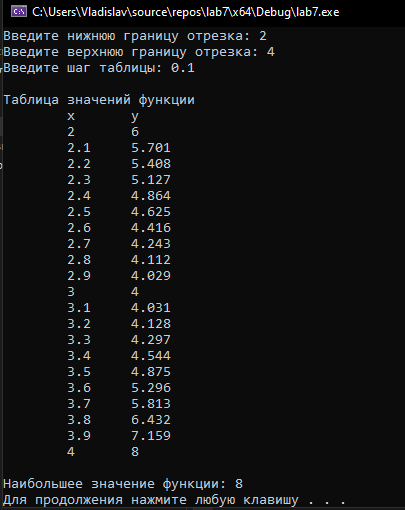 C:\Users\Vladislav\source\repos\lab7\x64\Debug\lab7.exe
Введите нижнюю границу отрезка: 2
Введите верхнюю границу отрезка: 4
Введите шаг таблицы: 0.1
Таблица значений функции
x y
2 6
2.1 5.701
2.2 5.408
2.3 5.127
2.4 4.864
2.5 4.625
2.6 4.416
2.7 4.243
2.8 4.112
2.9 4.029
3 4
3.1 4.031
3.2 4.128
3.3 4.297
3.4 4.544
3.5 4.875
3.6 5.296
3.7 5.813
3.8 6.432
3.9 7.159
4 8
Наибольшее значение функции: 8
Для продолжения нажмите любую клавишу . . .